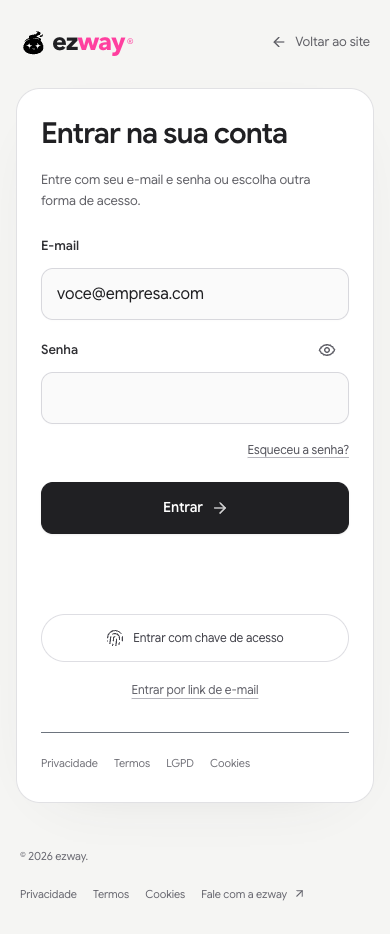 ezway®
Voltar ao site
Entrar na sua conta
Entre com seu e-mail e senha ou escolha outra
forma de acesso.
E-mail
voce@empresa.com
Senha
Esqueceu a senha?
Entrar
Entrar com chave de acesso
Entrar por link de e-mail
Privacidade Termos LGPD Cookies
© 2026 ezway.
Privacidade Termos Cookies Fale com a ezway